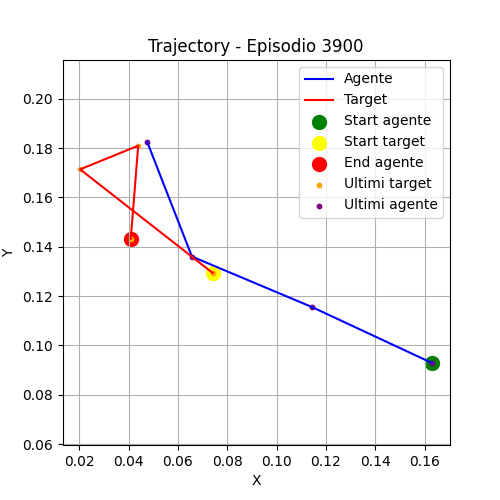 Trajectory - Episodio 3900
Agente
Target
Start agente
Start target
End agente
Ultimi target
Ultimi agente
Y
0.20
0.18
0.16
0.14
0.12
0.10
0.08
0.06
0.02 0.04 0.06 0.08 0.10 0.12 0.14 0.16
X